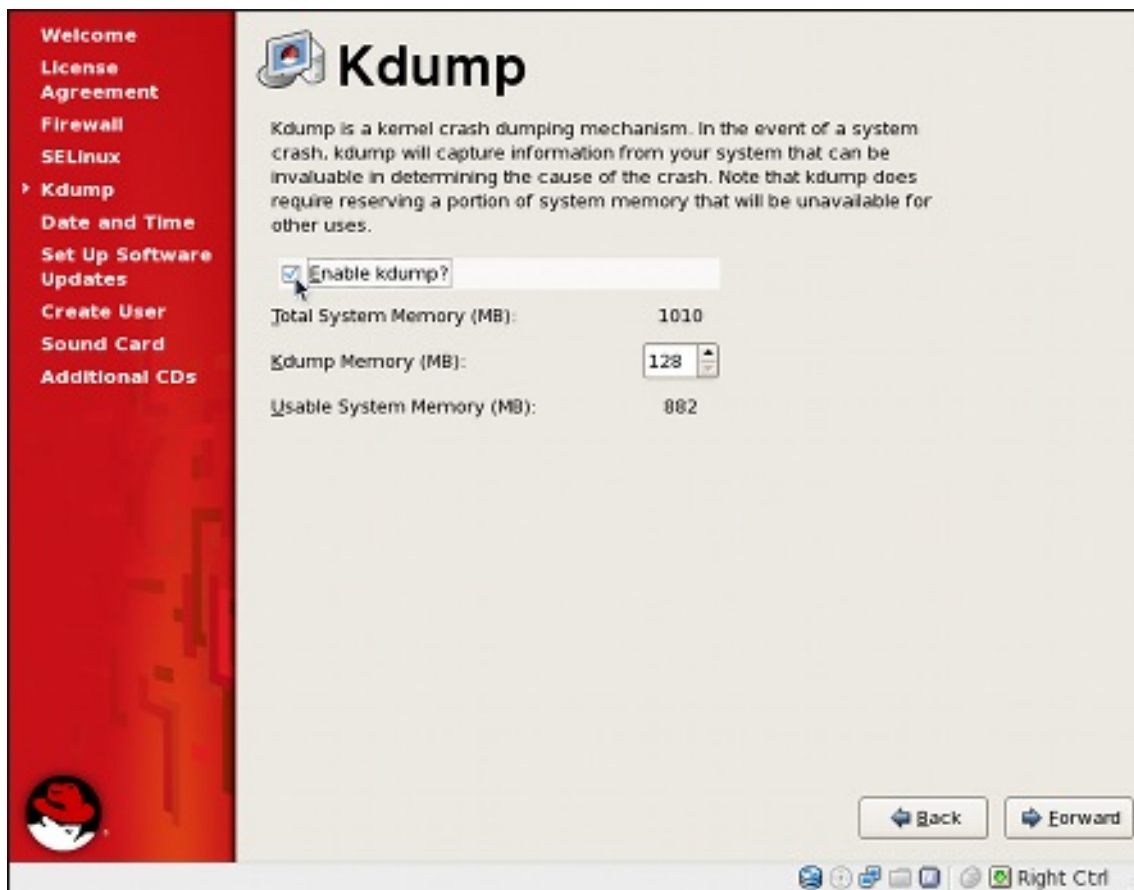 Welcome
License
Agreement
Firewall
SELinux
Kdump
Date and Time
Set Up Software
Updates
Create User
Sound Card
Additional CDs
Kdump
Kdump is a kernel crash dumping mechanism. In the event of a system
crash, kdump will capture information from your system that can be
invaluable in determining the cause of the crash. Note that kdump does
require reserving a portion of system memory that will be unavailable for
other uses.
Enable kdump?
Total System Memory (MB): 1010
Kdump Memory (MB): 128
Usable System Memory (MB): 882
Back Forward
Right Ctrl